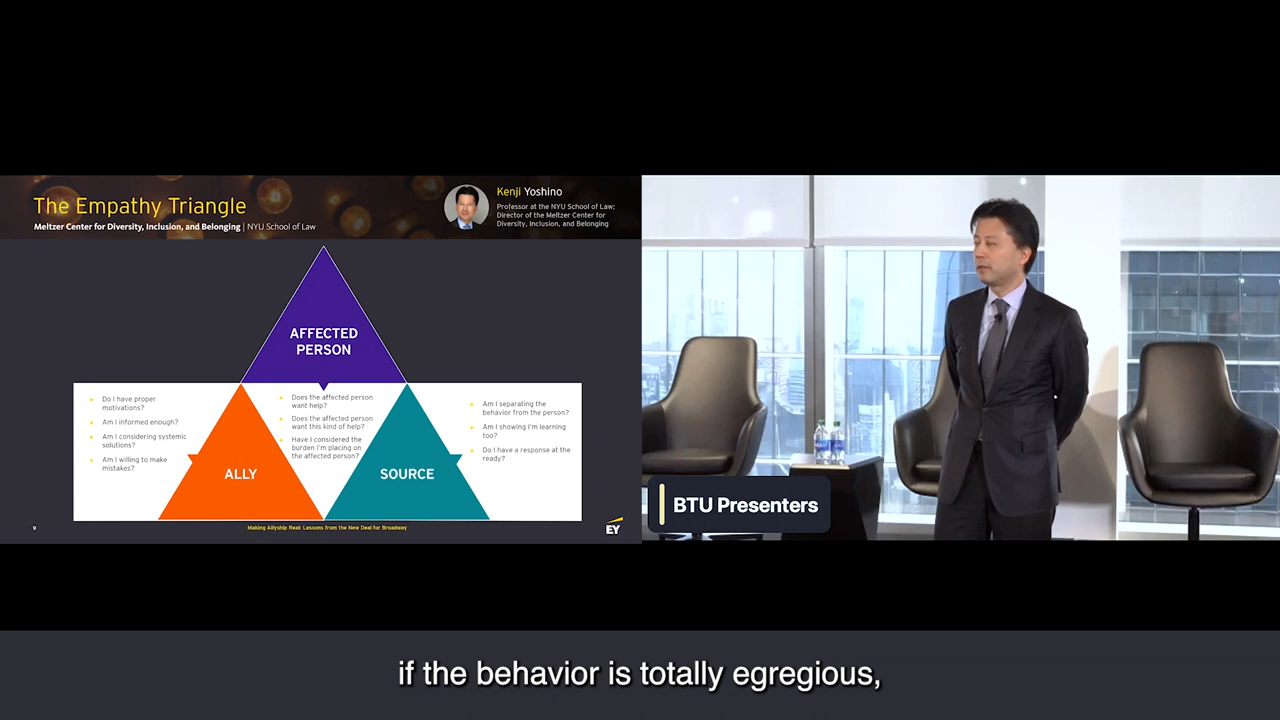 The Empathy Triangle
Meltzer Center for Diversity, Inclusion, and Belonging | NYU School of Law
Kenji Yoshino
Professor at the NYU School of Law;
Director of the Meltzer Center for
Diversity, Inclusion, and Belonging
AFFECTED
PERSON
Do I have proper
motivations?
Am I informed enough?
Am I considering systemic
solutions?
Am I willing to make
mistakes?
Does the affected person
want help?
Does the affected person
want this kind of help?
Have I considered the
burden I'm placing on
the affected person?
Am I separating the
behavior from the person?
Am I showing I'm learning
too?
Do I have a response at the
ready?
ALLY
SOURCE
9
Making Allyship Real: Lessons from the New Deal for Broadway
EY
BTU Presenters
if the behavior is totally egregious,